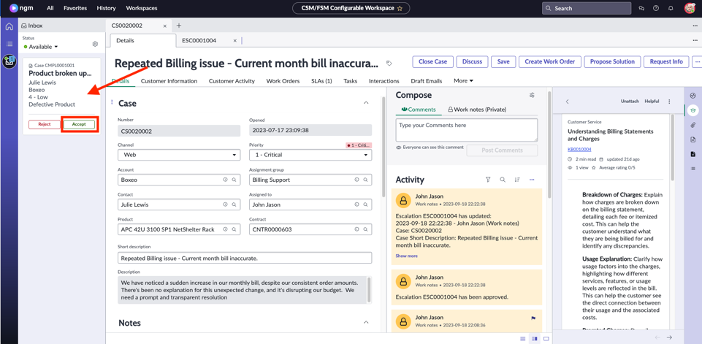 ngm
All
Favorites
History
Workspaces
CSM/FSM Configurable Workspace
Search
Inbox
Status
Available
Case CMPL0001001
Product broken up...
Julie Lewis
Boxeo
4 - Low
Defective Product
Reject
Accept
CS0020002
Details
ESC0001004
Repeated Billing issue - Current month bill inaccura...
Close Case
Discuss
Save
Create Work Order
Propose Solution
Request Info
Details
Customer Information
Customer Activity
Work Orders
SLAs (1)
Tasks
Interactions
Draft Emails
More
Case
Number
CS0020002
Opened
2023-07-17 23:09:38
Channel
Web
Priority
1 - Criti...
1 - Critical
Account
Boxeo
Assignment group
Billing Support
Contact
Julie Lewis
Assigned to
John Jason
Product
APC 42U 3100 SP1 NetShelter Rack
Contract
CNTR0000603
Short description
Repeated Billing issue - Current month bill inaccurate.
Description
We have noticed a sudden increase in our monthly bill, despite our consistent order amounts.
There's been no explanation for this unexpected change, and it's disrupting our budget. We
need a prompt and transparent resolution
Notes
Compose
Comments
Work notes (Private)
Type your Comments here
Everyone can see this comment
Post Comments
Activity
John Jason
Work notes • 2023-09-18 22:22:38
Escalation ESC0001004 has updated:
2023-09-18 22:22:38 - John Jason (Work notes)
Case: CS0020002
Case Short Description: Repeated Billing issue - Current
month bill inaccurate.
Show more
John Jason
Work notes • 2023-09-18 22:21:38
Escalation ESC0001004 has been approved.
John Jason
Work notes • 2023-09-18 22:08:36
Unattach
Helpful
Customer Service
Understanding Billing Statements
and Charges
KB0010304
2 min read
updated 21d ago
1 view
Average rating 0/5
Breakdown of Charges: Explain
how charges are broken down
on the billing statement,
detailing each fee or itemized
cost. This can help the
customer understand what
they are being billed for and
identify any discrepancies.
Usage Explanation: Clarify how
usage factors into the charges,
highlighting how different
services, features, or usage
levels are reflected in the bill.
This can help the customer see
the direct connection between
their usage and the associated
costs.